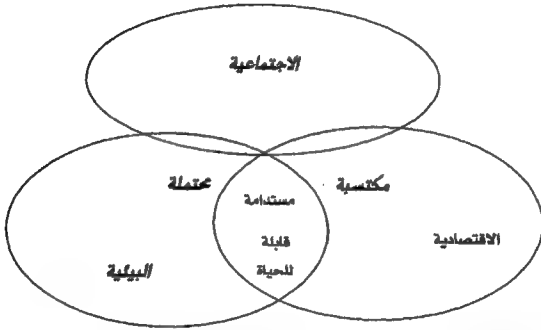 الاجتماعية
مكتسبة
محتملة
مستدامة
الاقتصادية
قابلة
للحياة
البيئية